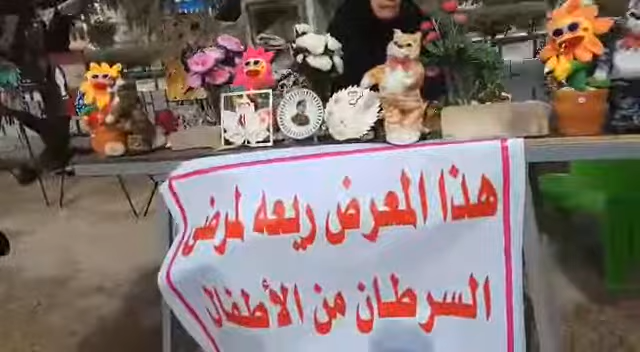 هذا المعرض ريعه لمرضى
السرطان من الأطفال